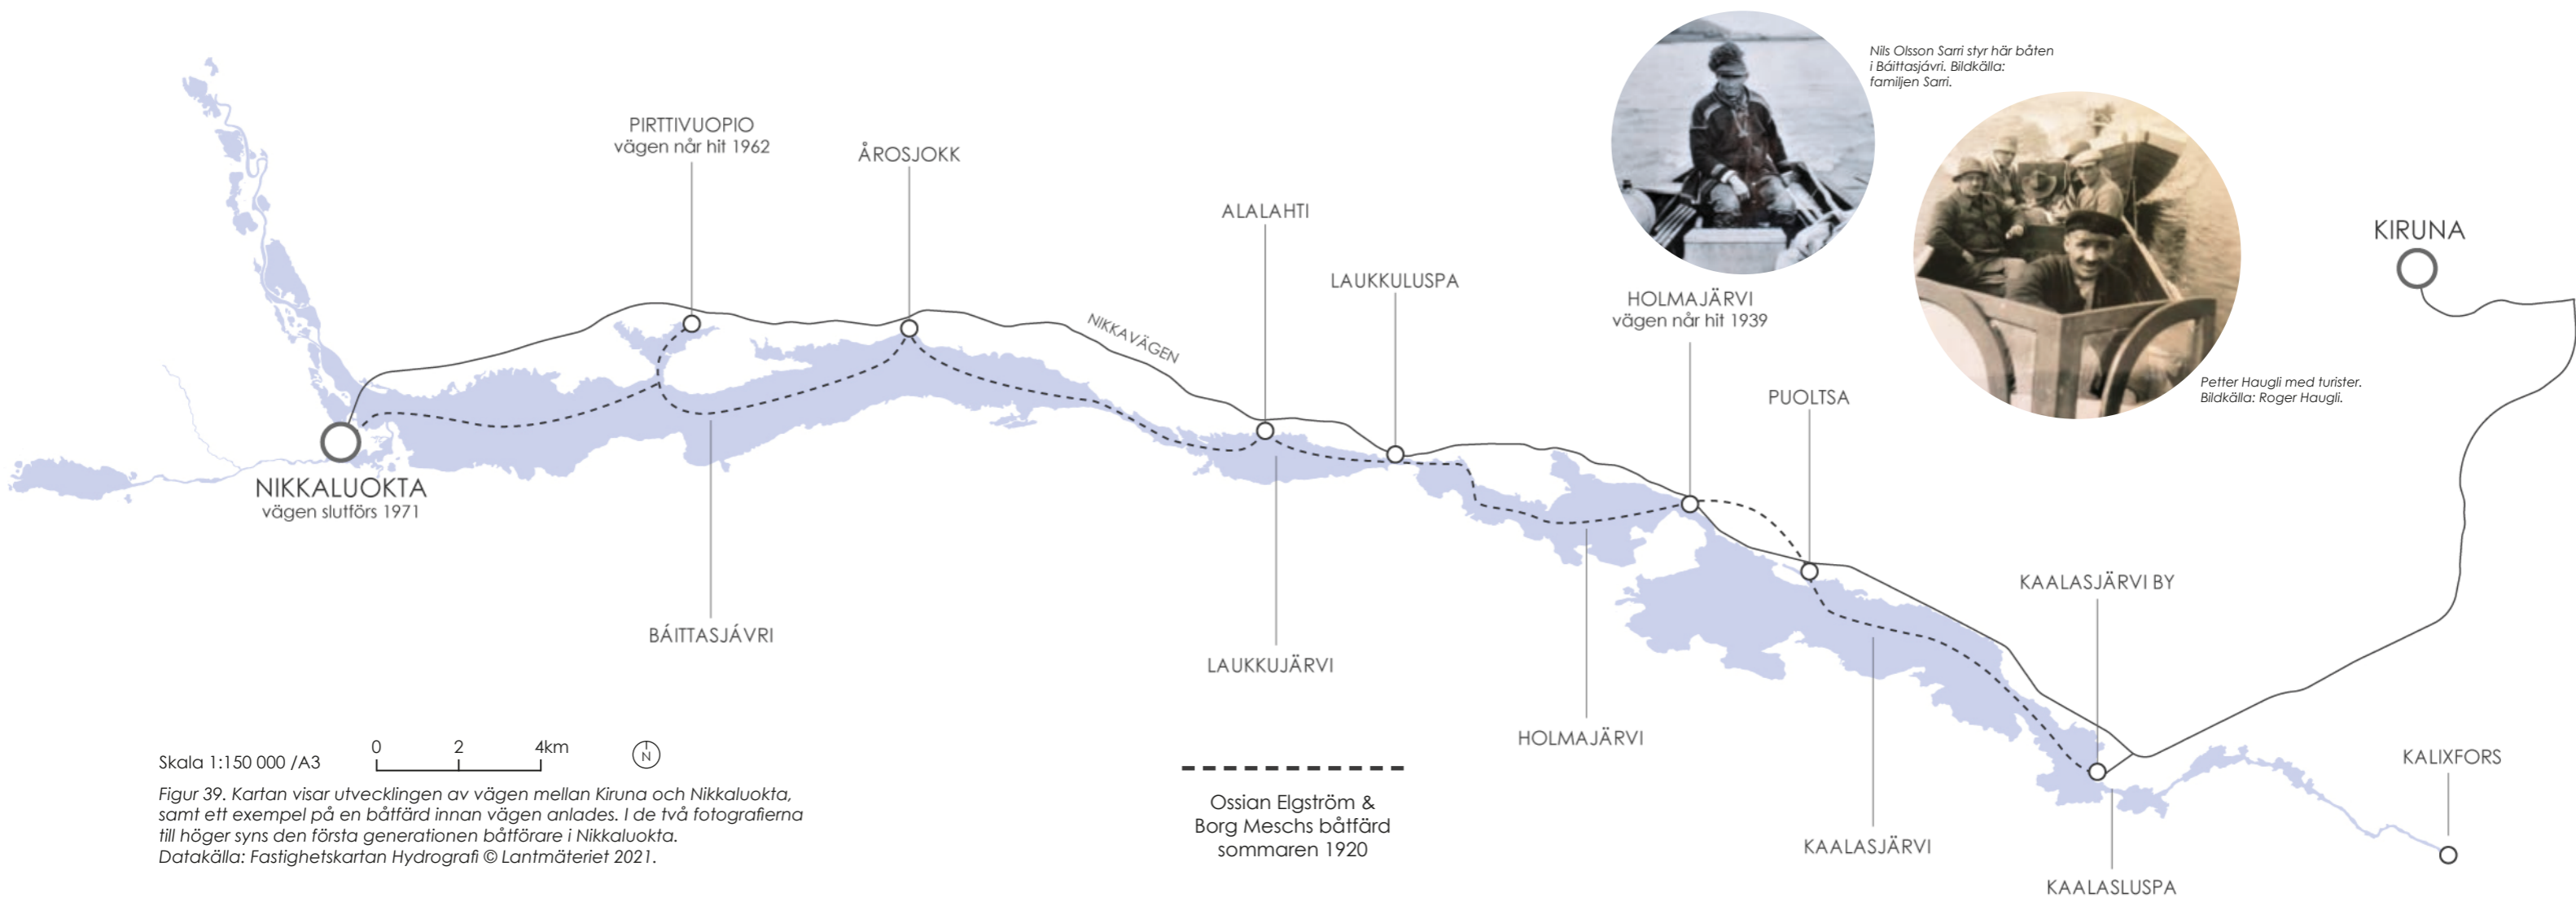 Nils Olsson Sarri styr här båten
i Báittasjávri. Bildkälla:
familjen Sarri.
PIRTTIVUOPIO
vägen når hit 1962
ÅROSJOKK
ALALAHTI
LAUKKULUSPA
KIRUNA
HOLMAJÄRVI
vägen når hit 1939
NIKKAVÄGEN
PUOLTSA
Petter Haugli med turister.
Bildkälla: Roger Haugli.
NIKKALUOKTA
vägen slutförs 1971
KAALASJÄRVI BY
BÁITTASJÁVRI
LAUKKUJÄRVI
HOLMAJÄRVI
KALIXFORS
KAALASJÄRVI
KAALASLUSPA
Skala 1:150 000 /A3
0 2 4km
N
Figur 39. Kartan visar utvecklingen av vägen mellan Kiruna och Nikkaluokta,
samt ett exempel på en båtfärd innan vägen anlades. I de två fotografierna
till höger syns den första generationen båtförare i Nikkaluokta.
Datakälla: Fastighetskartan Hydrografi © Lantmäteriet 2021.
Ossian Elgström &
Borg Meschs båtfärd
sommaren 1920